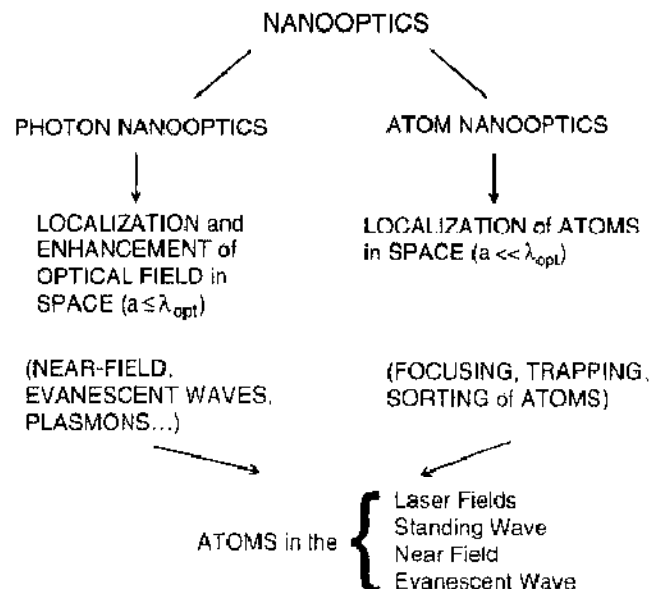 NANOOPTICS
PHOTON NANOOPTICS
ATOM NANOOPTICS
LOCALIZATION and
ENHANCEMENT of
OPTICAL FIELD in
SPACE (a ≤ λopt)
LOCALIZATION of ATOMS
in SPACE (a << λopt)
(NEAR-FIELD,
EVANESCENT WAVES,
PLASMONS...)
(FOCUSING, TRAPPING,
SORTING of ATOMS)
ATOMS in the {
Laser Fields
Standing Wave
Near Field
Evanescent Wave